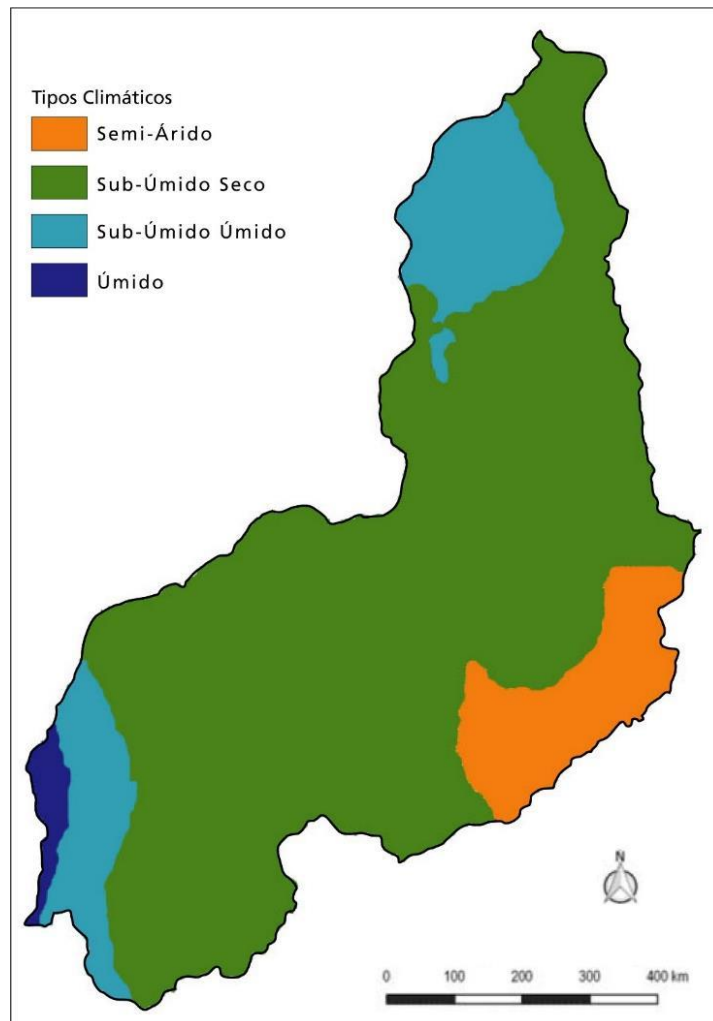 Tipos Climáticos
Semi-Árido
Sub-Úmido Seco
Sub-Úmido Úmido
Úmido
N
0 100 200 300 400 km